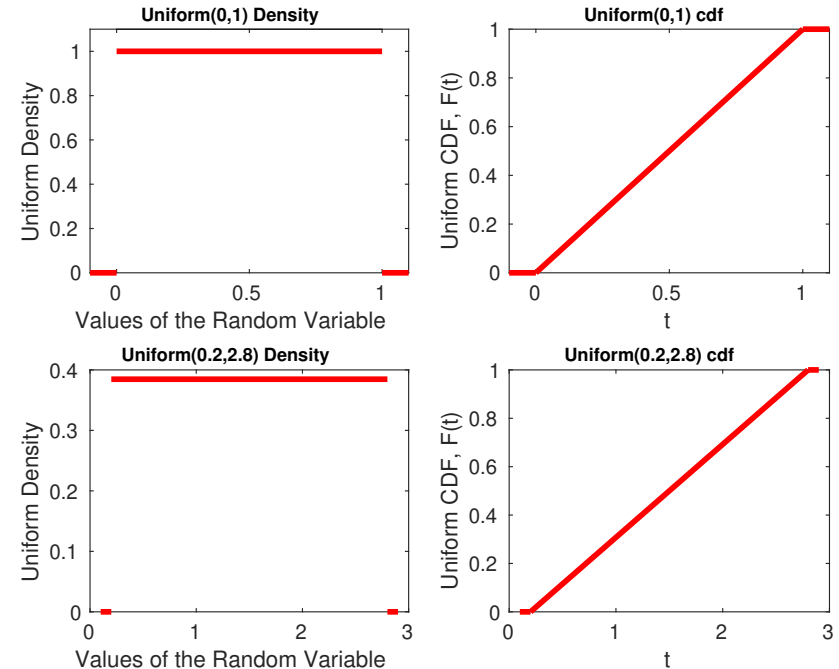 Uniform(0,1) Density
Uniform Density
1
0.8
0.6
0.4
0.2
0
0 0.5 1
Values of the Random Variable
Uniform(0,1) cdf
Uniform CDF, F(t)
1
0.8
0.6
0.4
0.2
0
0 0.5 1
t
Uniform(0.2,2.8) Density
Uniform Density
0.4
0.3
0.2
0.1
0
0 1 2 3
Values of the Random Variable
Uniform(0.2,2.8) cdf
Uniform CDF, F(t)
1
0.8
0.6
0.4
0.2
0
0 1 2 3
t